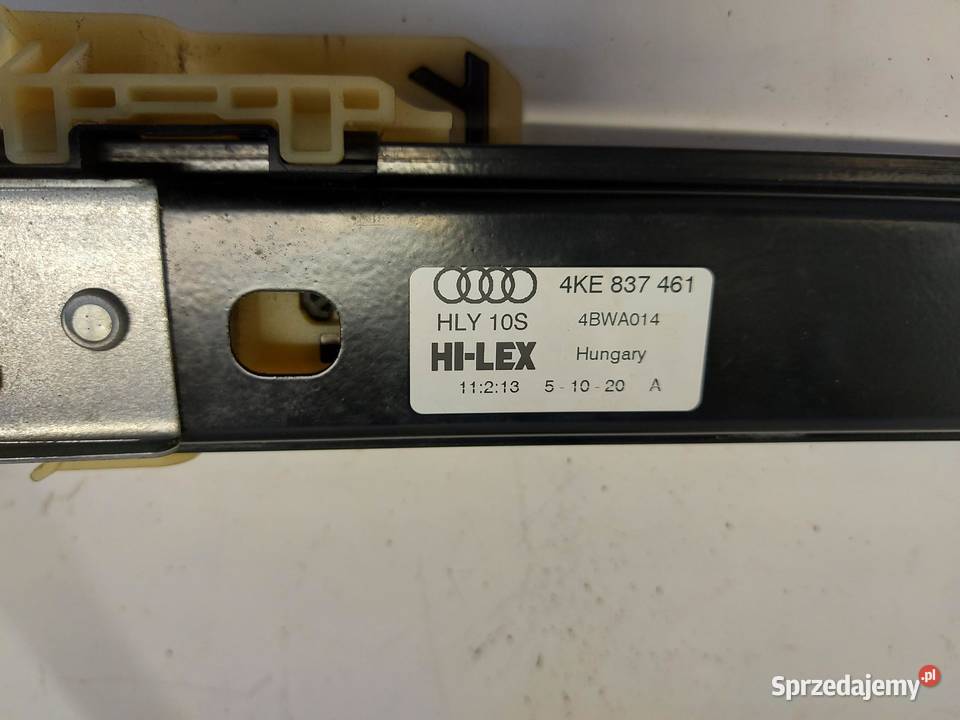 4KE 837 461
HLY 10S 4BWA014
HI-LEX Hungary
11:2:13 5-10-20 A
Sprzedajemy.pl